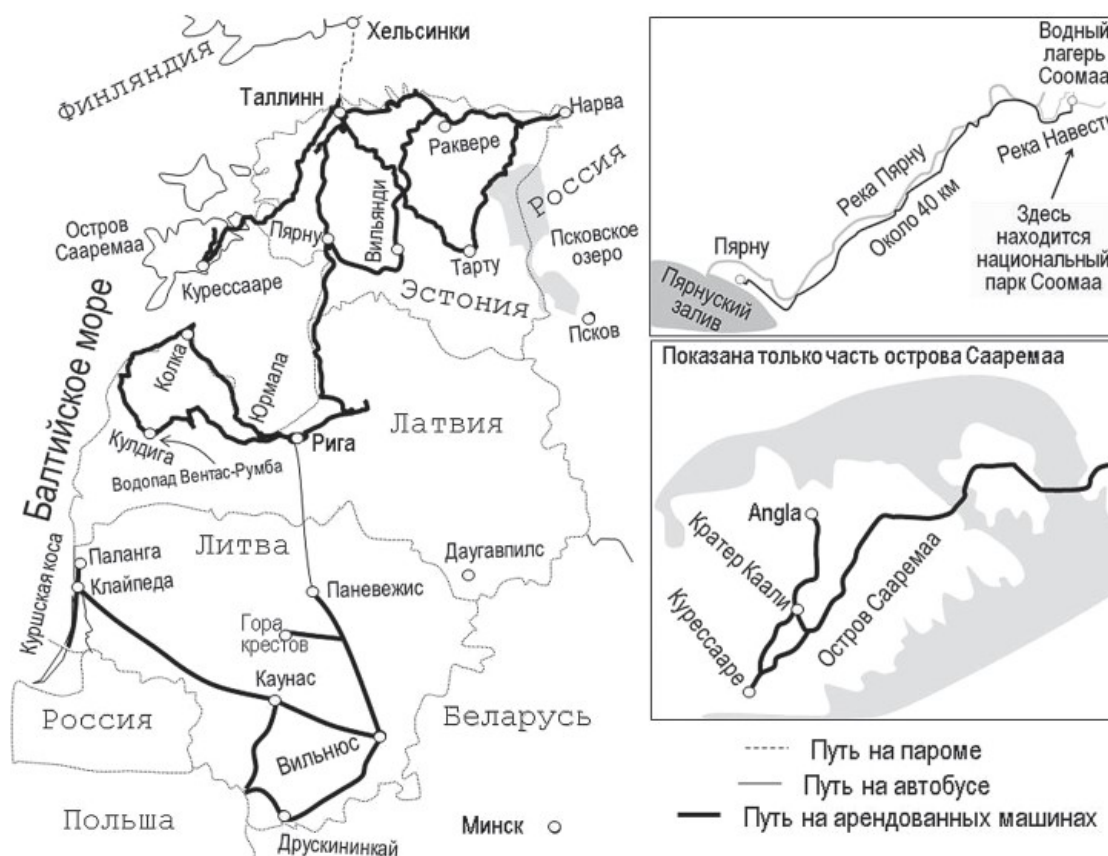 Хельсинки
Финляндия
Таллинн
Нарва
Раквере
Россия
Остров
Сааремаа
Пярну
Вильянди
Тарту
Псковское
озеро
Курессааре
Эстония
Псков
Балтийское море
Колка
Юрмала
Латвия
Кулдига
Рига
Водопад Вентас-Румба
Литва
Паланга
Клайпеда
Куршская коса
Даугавпилс
Паневежис
Гора
крестов
Каунас
Россия
Вильнюс
Беларусь
Польша
Друскининкай
Минск
Водный
лагерь
Соомаа
Река Навести
Река Пярну
Около 40 км
Здесь
находится
национальный
парк Соомаа
Пярну
Пярнуский
залив
Показана только часть острова Сааремаа
Angla
Кратер Каали
Остров Сааремаа
Курессааре
Путь на пароме
Путь на автобусе
Путь на арендованных машинах